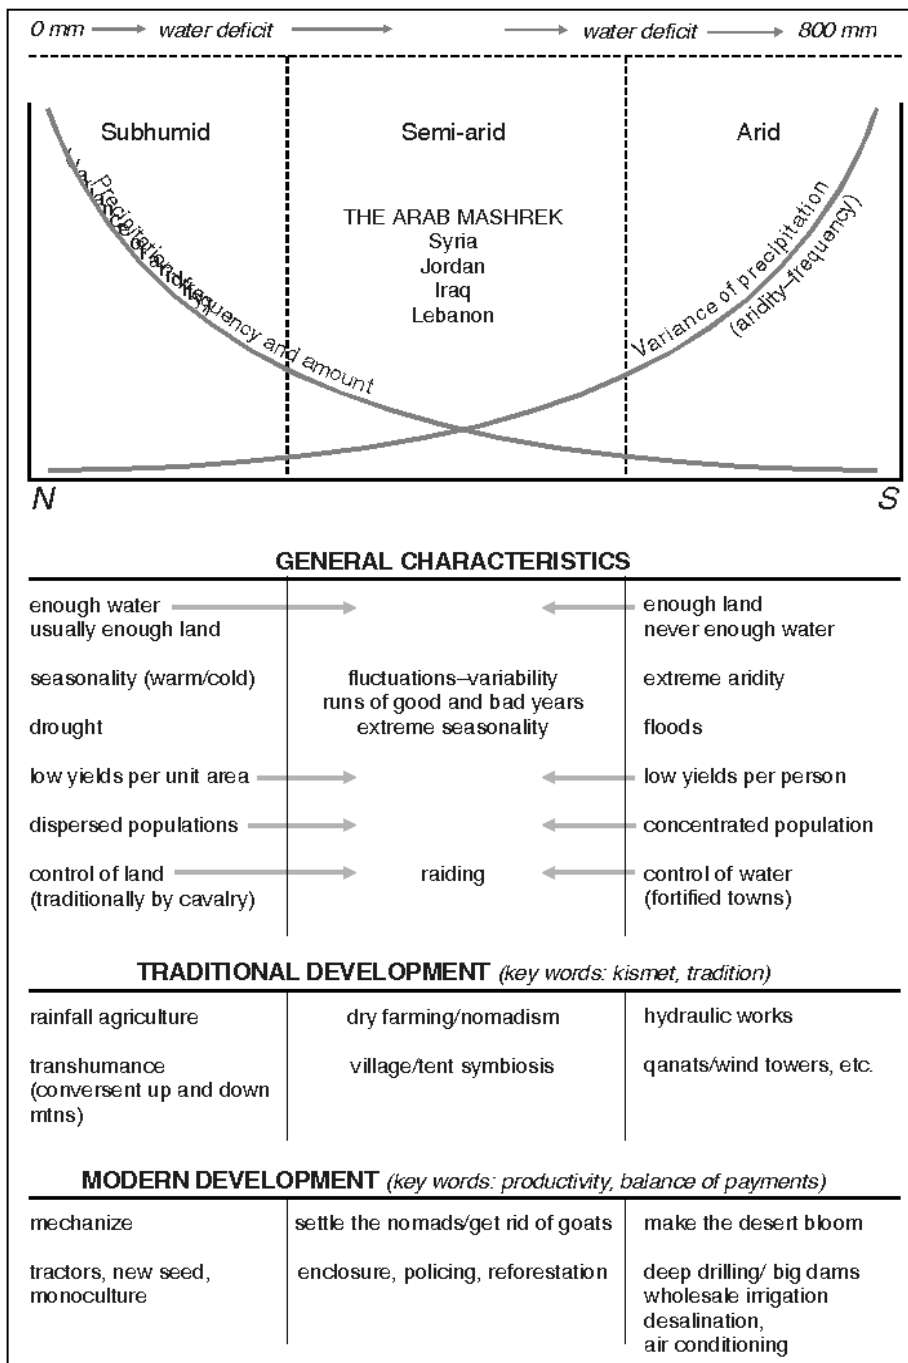 0 mm water deficit water deficit 800 mm
Subhumid Semi-arid Arid
Precipitation frequency and amount
THE ARAB MASHREK
Syria
Jordan
Iraq
Lebanon
Variance of precipitation
(aridity–frequency)
N S
GENERAL CHARACTERISTICS
enough water enough land
usually enough land never enough water
seasonality (warm/cold) fluctuations–variability extreme aridity
runs of good and bad years
drought extreme seasonality floods
low yields per unit area low yields per person
dispersed populations concentrated population
control of land raiding control of water
(traditionally by cavalry) (fortified towns)
TRADITIONAL DEVELOPMENT (key words: kismet, tradition)
rainfall agriculture dry farming/nomadism hydraulic works
transhumance village/tent symbiosis qanats/wind towers, etc.
(conversent up and down
mtns)
MODERN DEVELOPMENT (key words: productivity, balance of payments)
mechanize settle the nomads/get rid of goats make the desert bloom
tractors, new seed, enclosure, policing, reforestation deep drilling/ big dams
monoculture wholesale irrigation
desalination,
air conditioning